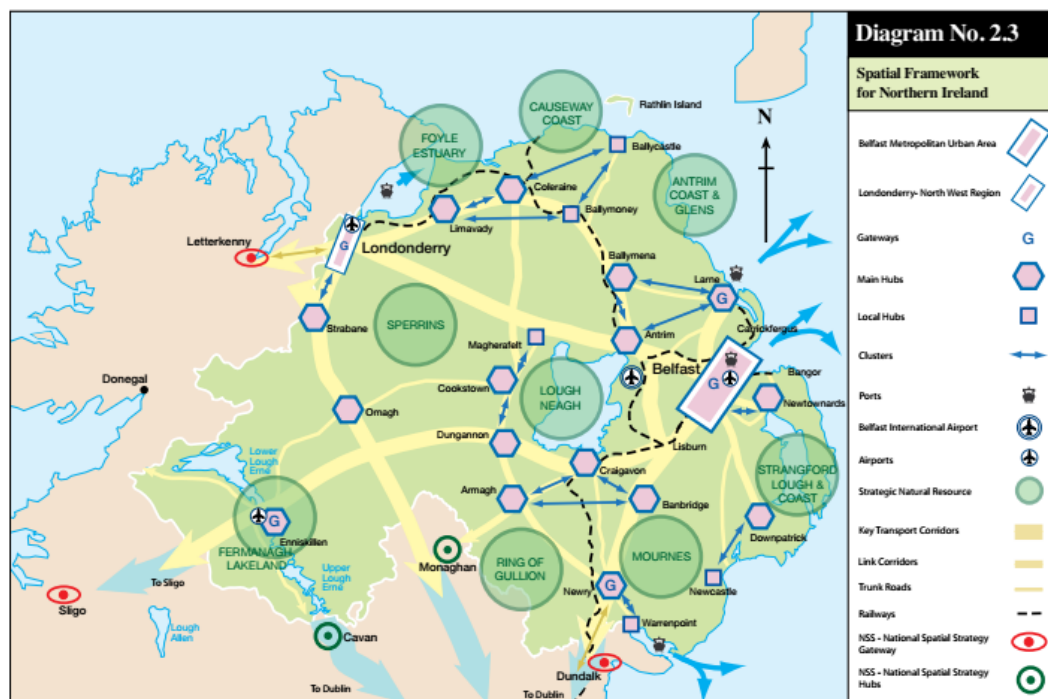 Diagram No. 2.3
Spatial Framework
for Northern Ireland
N
Belfast Metropolitan Urban Area
Londonderry- North West Region
Gateways
G
Main Hubs
Local Hubs
Clusters
Ports
Belfast International Airport
Airports
Strategic Natural Resource
Key Transport Corridors
Link Corridors
Trunk Roads
Railways
NSS - National Spatial Strategy
Gateway
NSS - National Spatial Strategy
Hubs
CAUSEWAY
COAST
Rathlin Island
FOYLE
ESTUARY
Ballycastle
Coleraine
ANTRIM
COAST &
GLENS
Ballymoney
Limavady
Letterkenny
G
Londonderry
Ballymena
Larne
G
Strabane
SPERRINS
Antrim
Carrickfergus
Magherafelt
Belfast
G
Bangor
Donegal
Cookstown
LOUGH
NEAGH
Newtownards
Omagh
Dungannon
Lisburn
Lower
Lough
Erne
Craigavon
STRANGFORD
LOUGH &
COAST
Armagh
Banbridge
G
Enniskillen
Downpatrick
FERMANAGH
LAKELAND
Monaghan
RING OF
GULLION
MOURNES
Upper
Lough
Erne
To Sligo
Newry
G
Newcastle
Sligo
Warrenpoint
Lough
Allen
Cavan
Dundalk
To Dublin
To Dublin